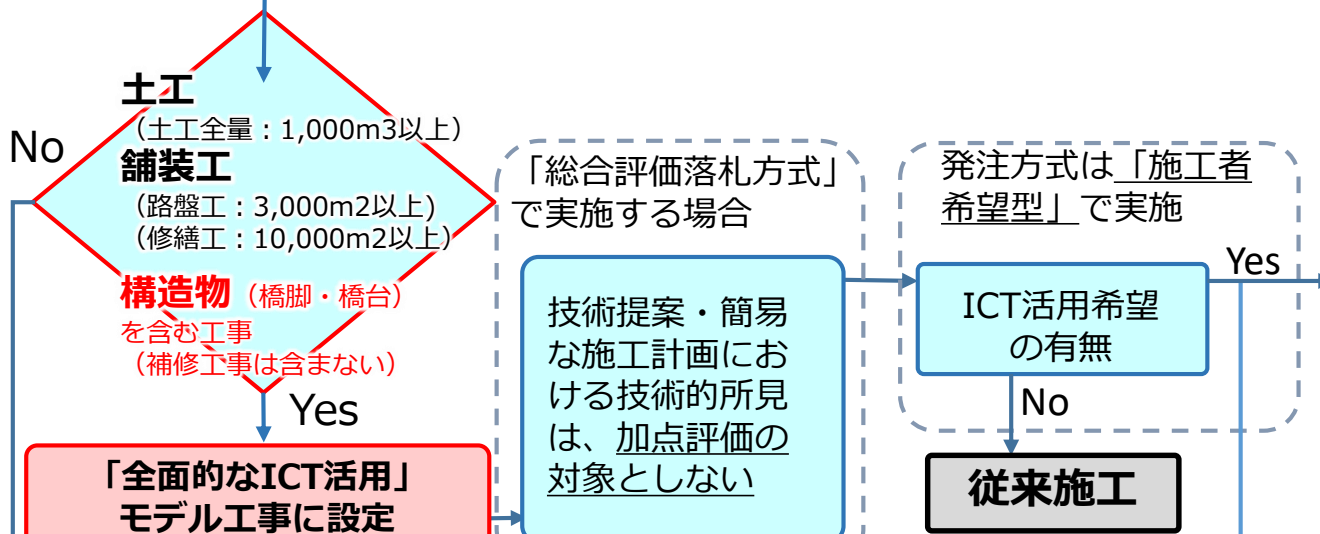 土工
（土工全量：1,000m3以上）
舗装工
（路盤工：3,000m2以上)
（修繕工：10,000m2以上）
構造物（橋脚・橋台）
を含む工事
（補修工事は含まない）
No
Yes
「全面的なICT活用」
モデル工事に設定
「総合評価落札方式」
で実施する場合
技術提案・簡易
な施工計画にお
ける技術的所見
は、加点評価の
対象としない
発注方式は「施工者
希望型」で実施
ICT活用希望
の有無
Yes
No
従来施工